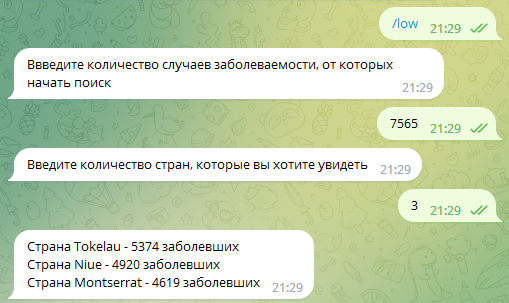 /low
21:29
Ввведите количество случаев заболеваемости, от которых
начать поиск
21:29
7565
21:29
Введите количество стран, которые вы хотите увидеть
21:29
3
21:29
Страна Tokelau - 5374 заболевших
Страна Niue - 4920 заболевших
Страна Montserrat - 4619 заболевших
21:29